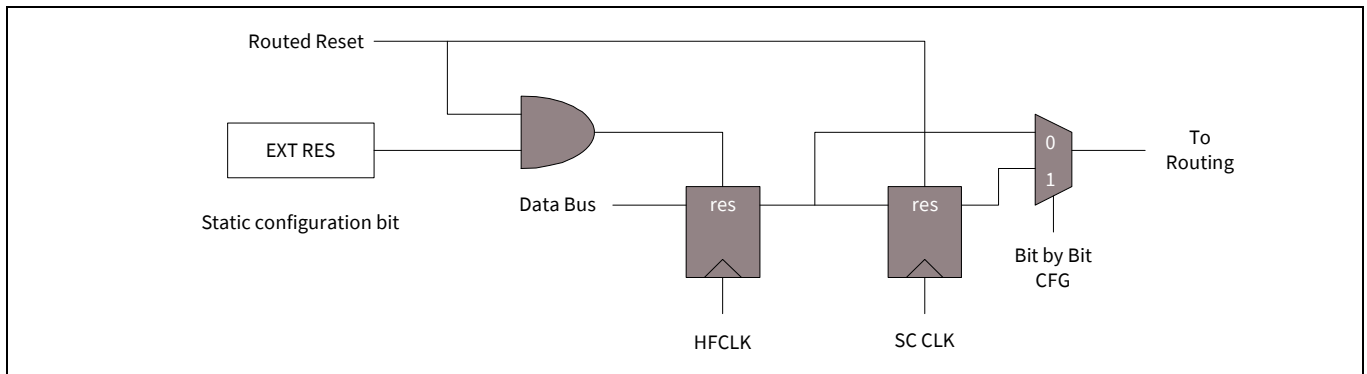 Routed Reset
EXT RES
Static configuration bit
Data Bus
res
res
0
1
To
Routing
Bit by Bit
CFG
HFCLK
SC CLK